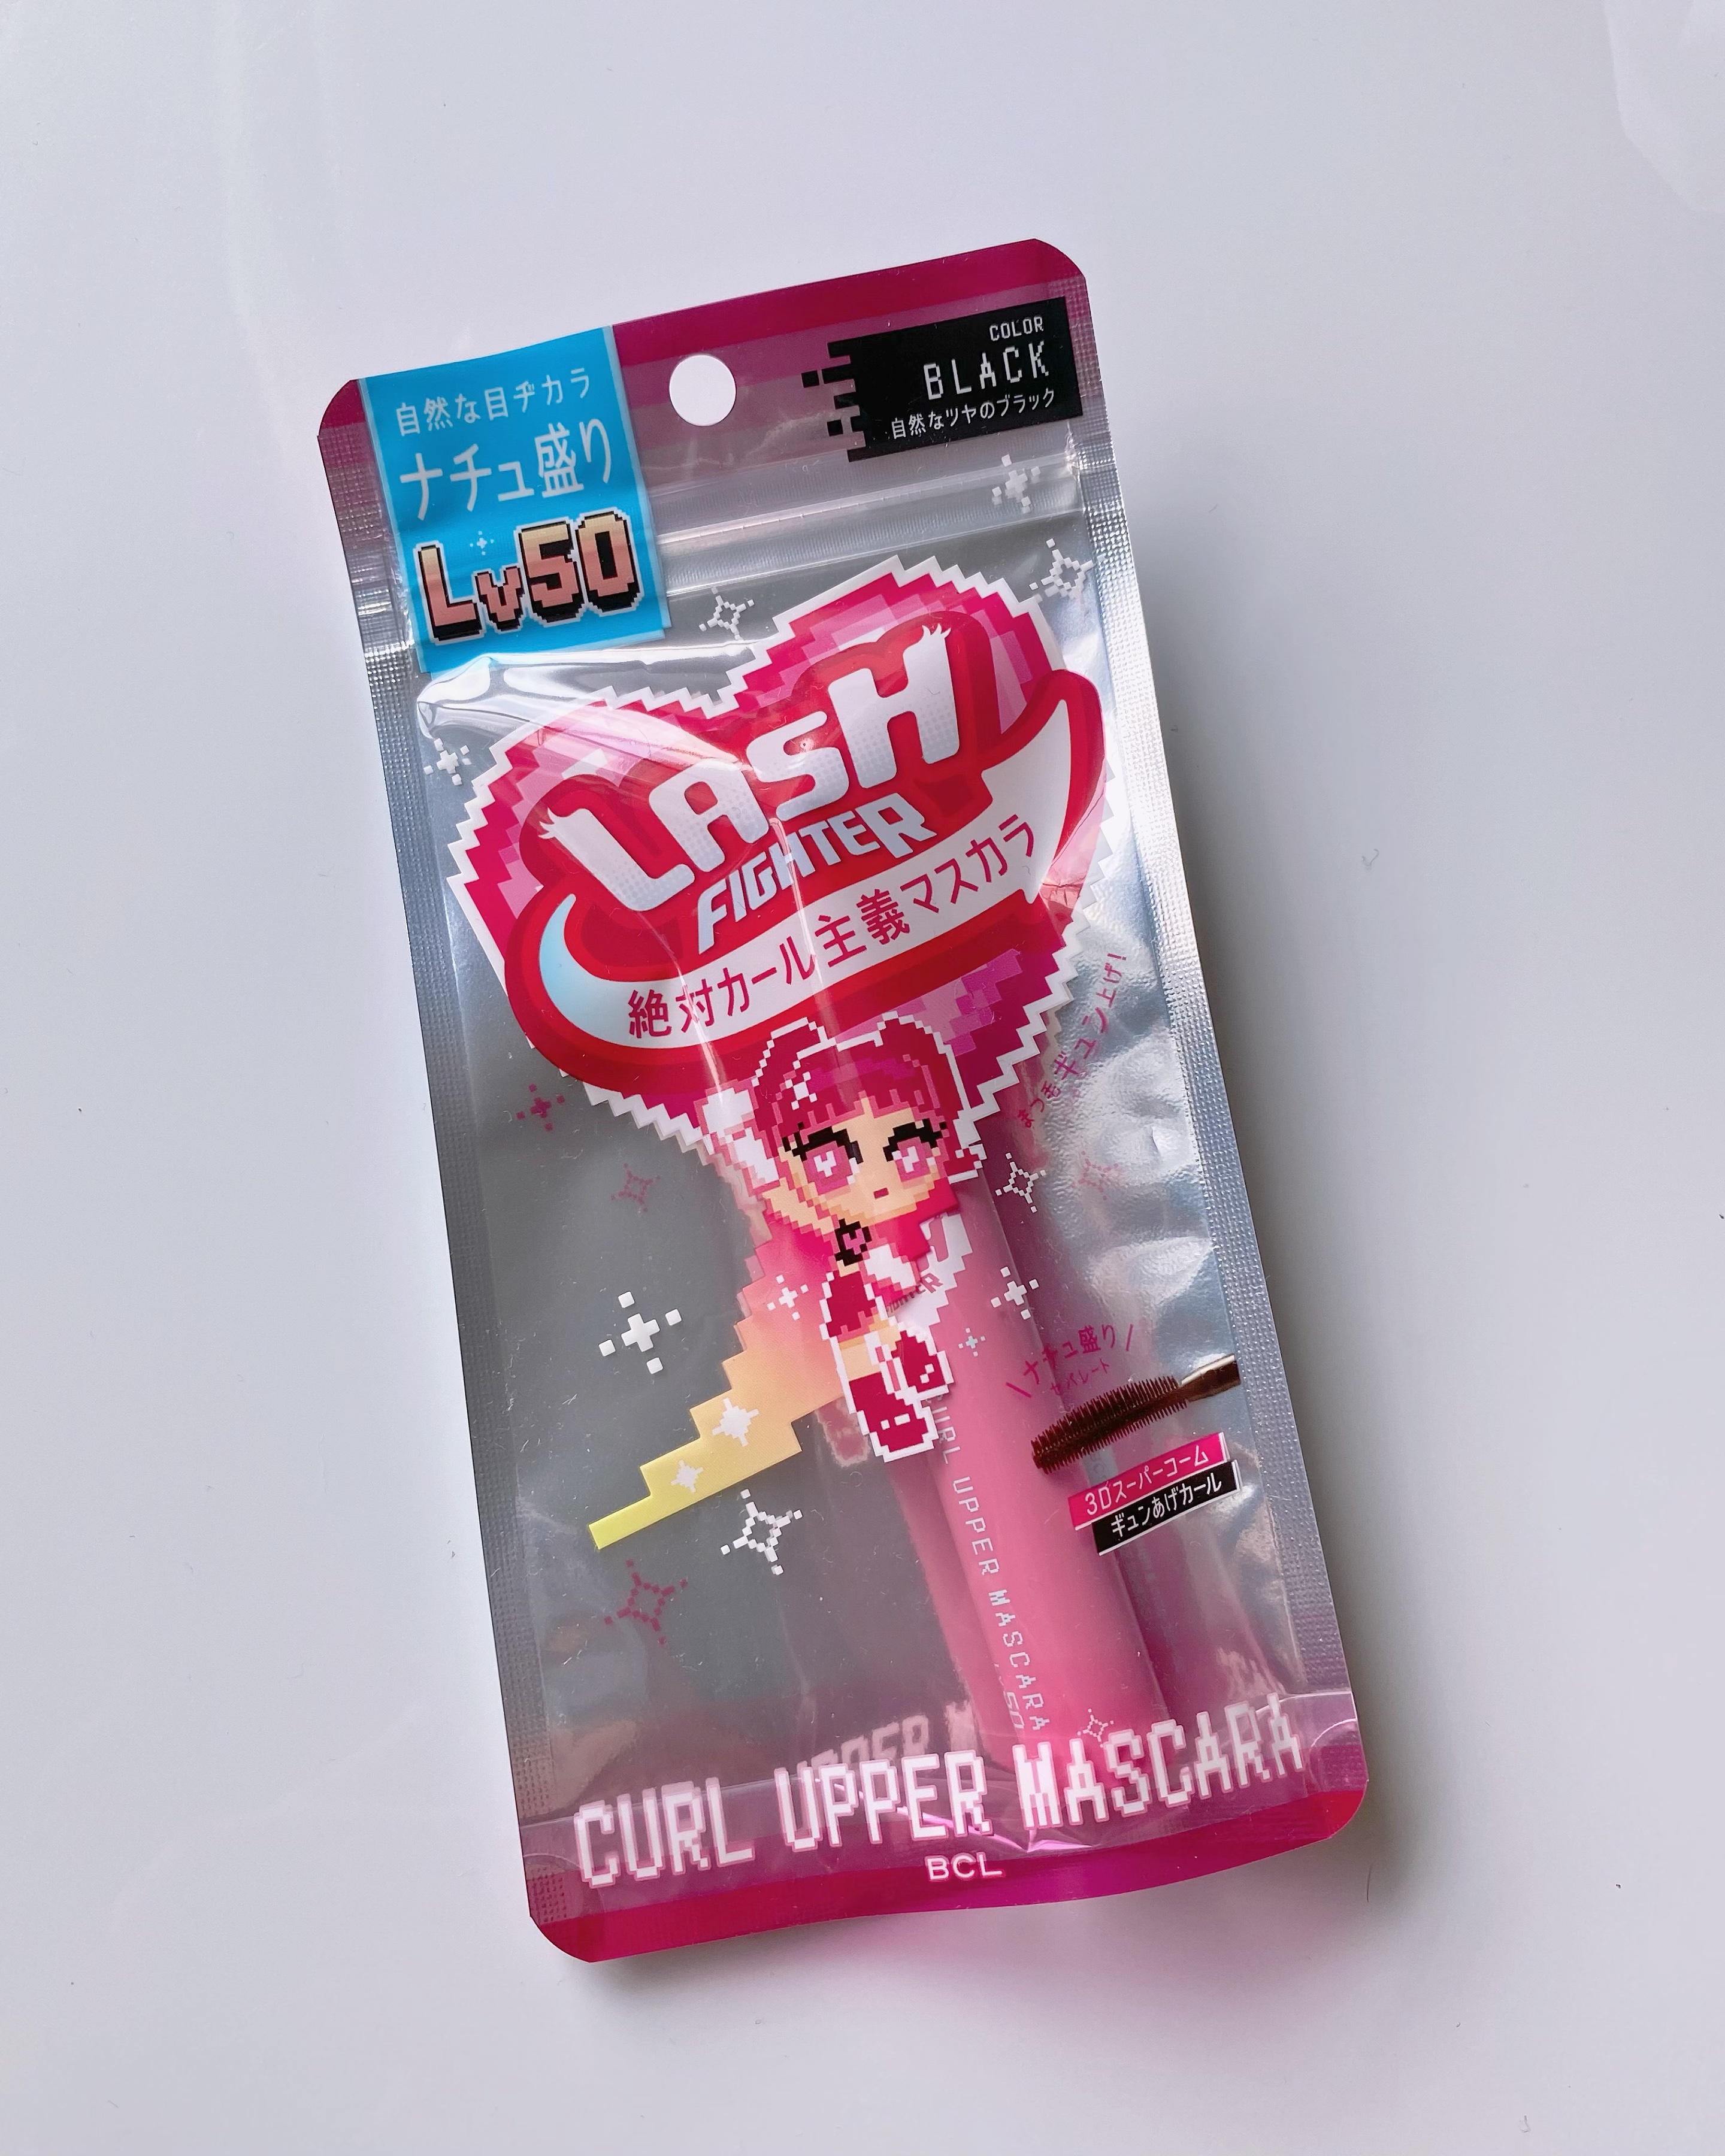 自然な目ヂカラ
ナチュ盛り
Lv50
COLOR
BLACK
自然なツヤのブラック
LASH
FIGHTER
絶対カール主義マスカラ
まつ毛ギュン上げ!
ナチュ盛り
セパレート
3Dスーパーコーム
ギュンあげカール
CURL UPPER MASCARA
50
CURL UPPER MASCARA
BCL